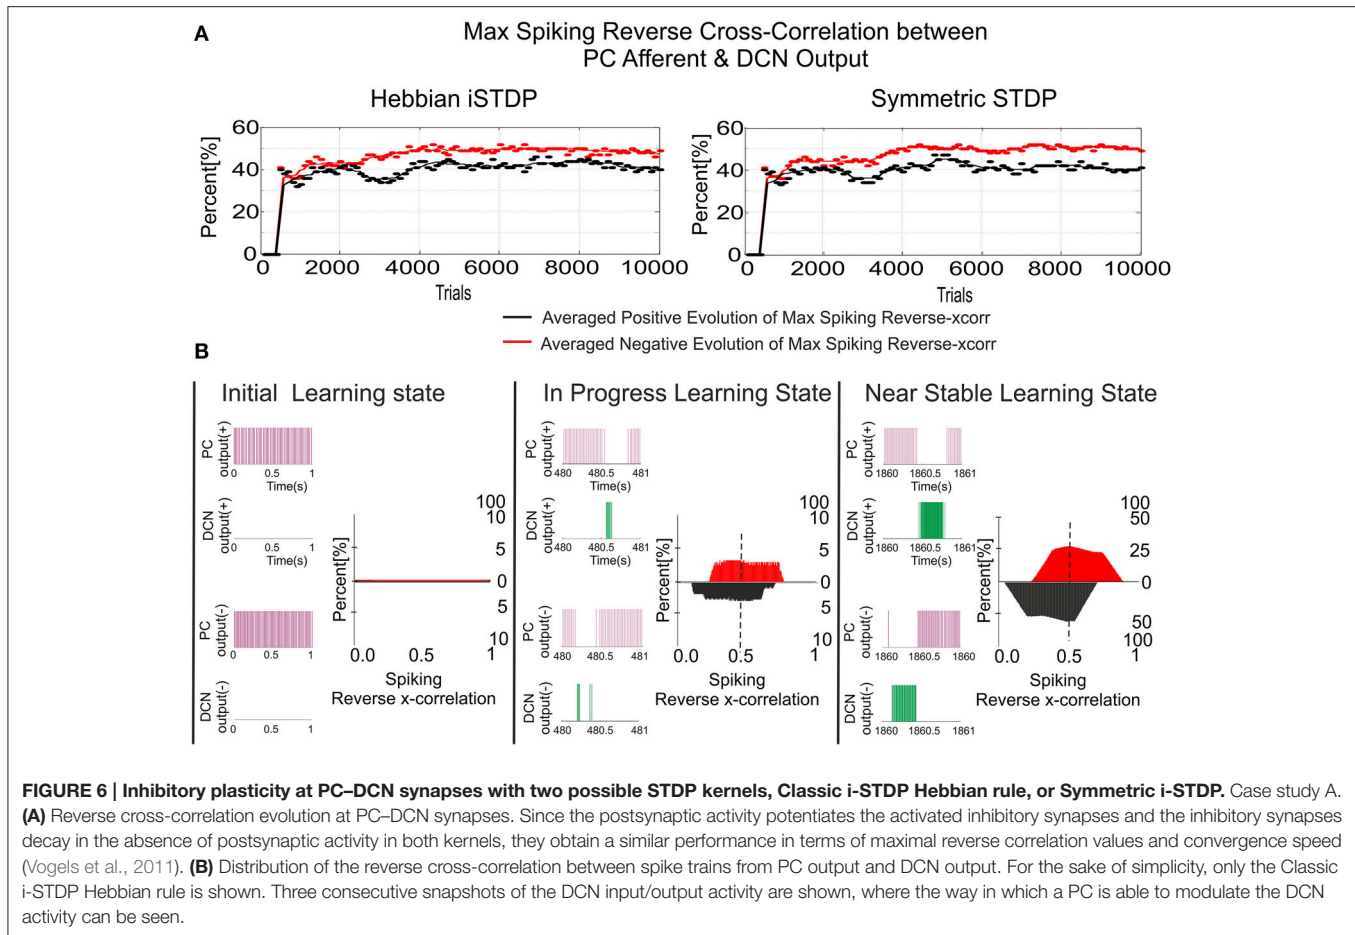 A
Max Spiking Reverse Cross-Correlation between
PC Afferent & DCN Output
Hebbian iSTDP
Percent[%]
60
40
20
0
0 2000 4000 6000 8000 10000
Trials
Symmetric STDP
Percent[%]
60
40
20
0
0 2000 4000 6000 8000 10000
Trials
Averaged Positive Evolution of Max Spiking Reverse-xcorr
Averaged Negative Evolution of Max Spiking Reverse-xcorr
B
Initial Learning state
PC
output(+)
0 0.5 1
Time(s)
DCN
output(+)
0 0.5 1
Time(s)
PC
output(-)
0 0.5 1
DCN
output(-)
0 0.5 1
Percent[%]
100
10
5
0
5
10
1
0.0 0.5
Spiking
Reverse x-correlation
In Progress Learning State
PC
output(+)
480 480.5 481
Time(s)
DCN
output(+)
480 480.5 481
Time(s)
PC
output(-)
480 480.5 481
DCN
output(-)
480 480.5 481
Percent[%]
100
10
5
0
5
10
1
0.0 0.5
Spiking
Reverse x-correlation
Near Stable Learning State
PC
output(+)
1860 1860.5 1861
Time(s)
DCN
output(+)
1860 1860.5 1861
Time(s)
PC
output(-)
1860 1860.5 1860
DCN
output(-)
1860 1860.5 1861
Percent[%]
100
50
25
0
50
100
1
0.0 0.5
Spiking
Reverse x-correlation
FIGURE 6 | Inhibitory plasticity at PC–DCN synapses with two possible STDP kernels, Classic i-STDP Hebbian rule, or Symmetric i-STDP. Case study A.
(A) Reverse cross-correlation evolution at PC–DCN synapses. Since the postsynaptic activity potentiates the activated inhibitory synapses and the inhibitory synapses
decay in the absence of postsynaptic activity in both kernels, they obtain a similar performance in terms of maximal reverse correlation values and convergence speed
(Vogels et al., 2011). (B) Distribution of the reverse cross-correlation between spike trains from PC output and DCN output. For the sake of simplicity, only the Classic
i-STDP Hebbian rule is shown. Three consecutive snapshots of the DCN input/output activity are shown, where the way in which a PC is able to modulate the DCN
activity can be seen.